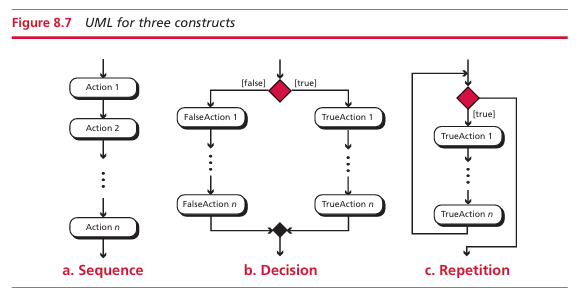 Figure 8.7 UML for three constructs
Action 1
Action 2
Action n
a. Sequence
[false] [true]
FalseAction 1 TrueAction 1
FalseAction n TrueAction n
b. Decision
[true]
TrueAction 1
TrueAction n
c. Repetition